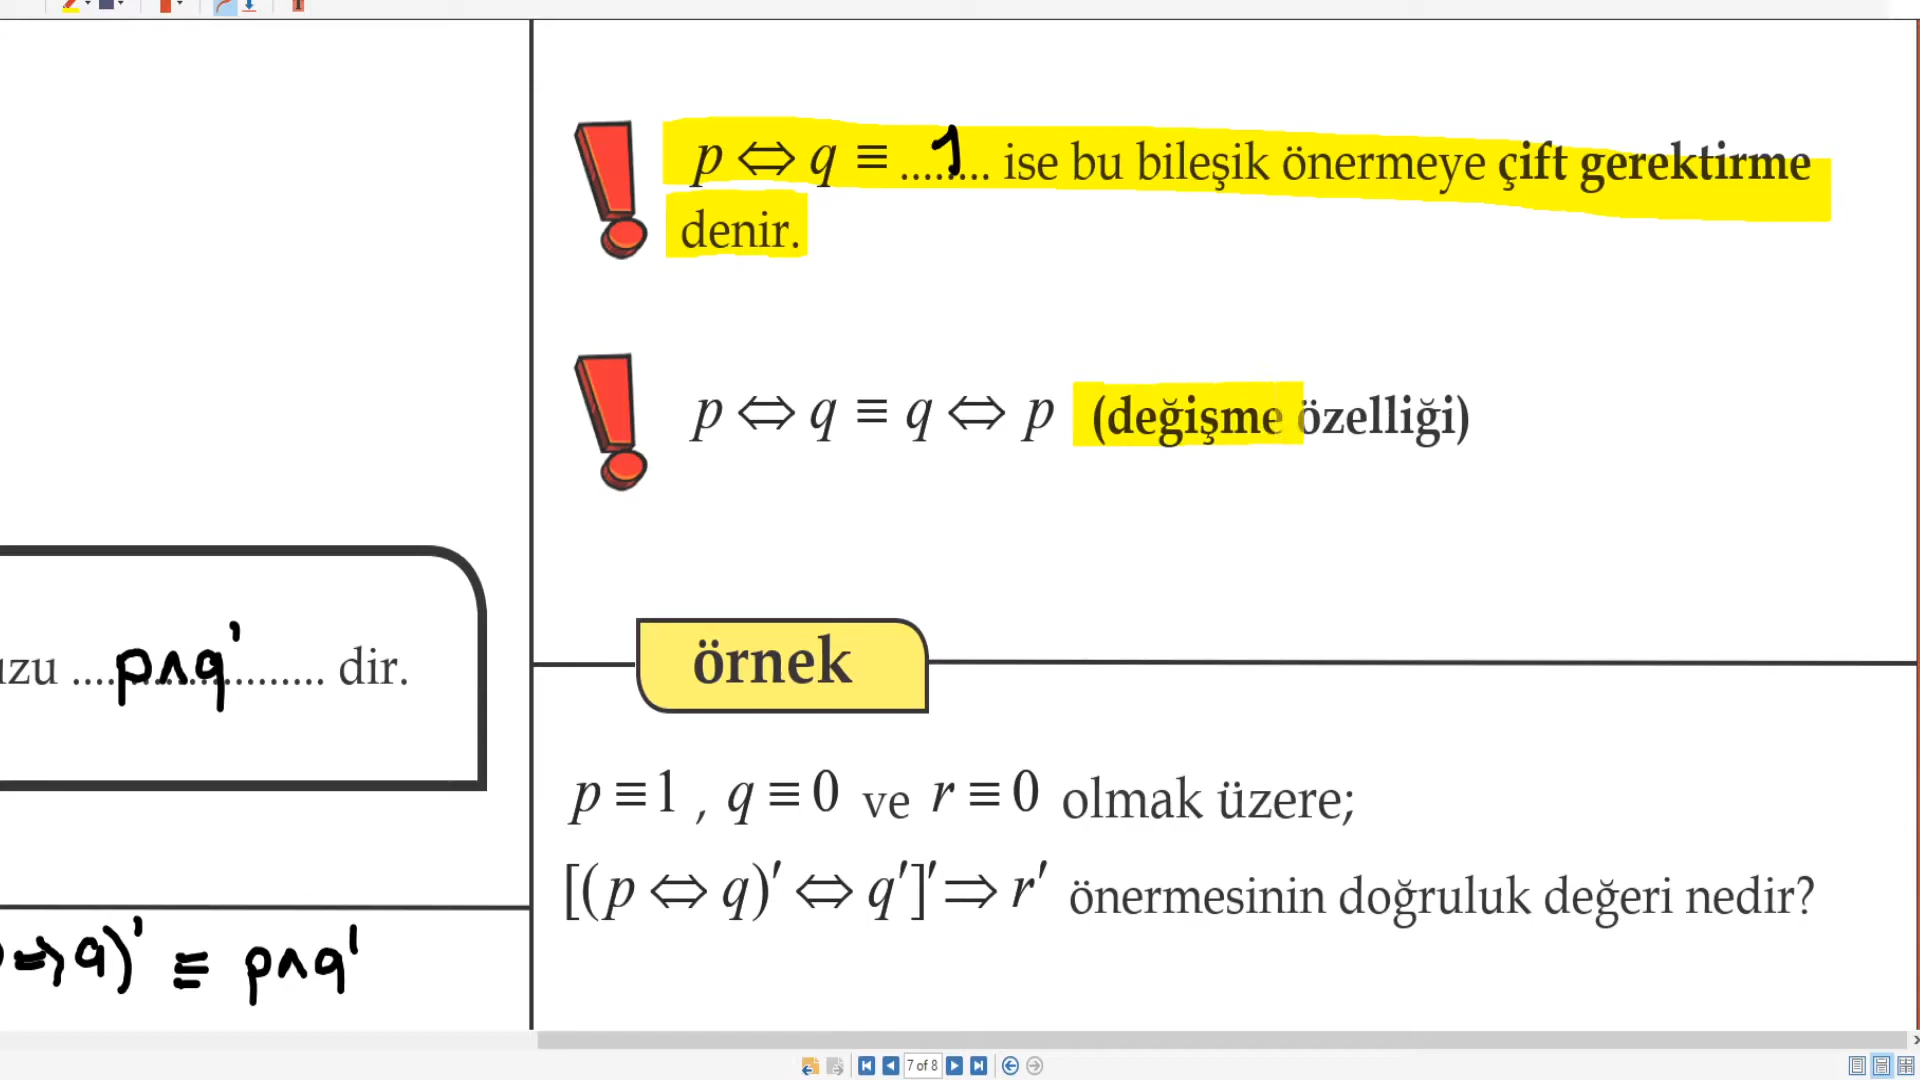 p ⇔ q ≡ ...1... ise bu bileşik önermeye çift gerektirme
denir.
p ⇔ q ≡ q ⇔ p (değişme özelliği)
uzu ....p∧q'.......... dir.
örnek
p ≡ 1 , q ≡ 0 ve r ≡ 0 olmak üzere;
[(p ⇔ q)′ ⇔ q′]′ ⇒ r′ önermesinin doğruluk değeri nedir?
⇒q)' ≡ p∧q'
7 of 8